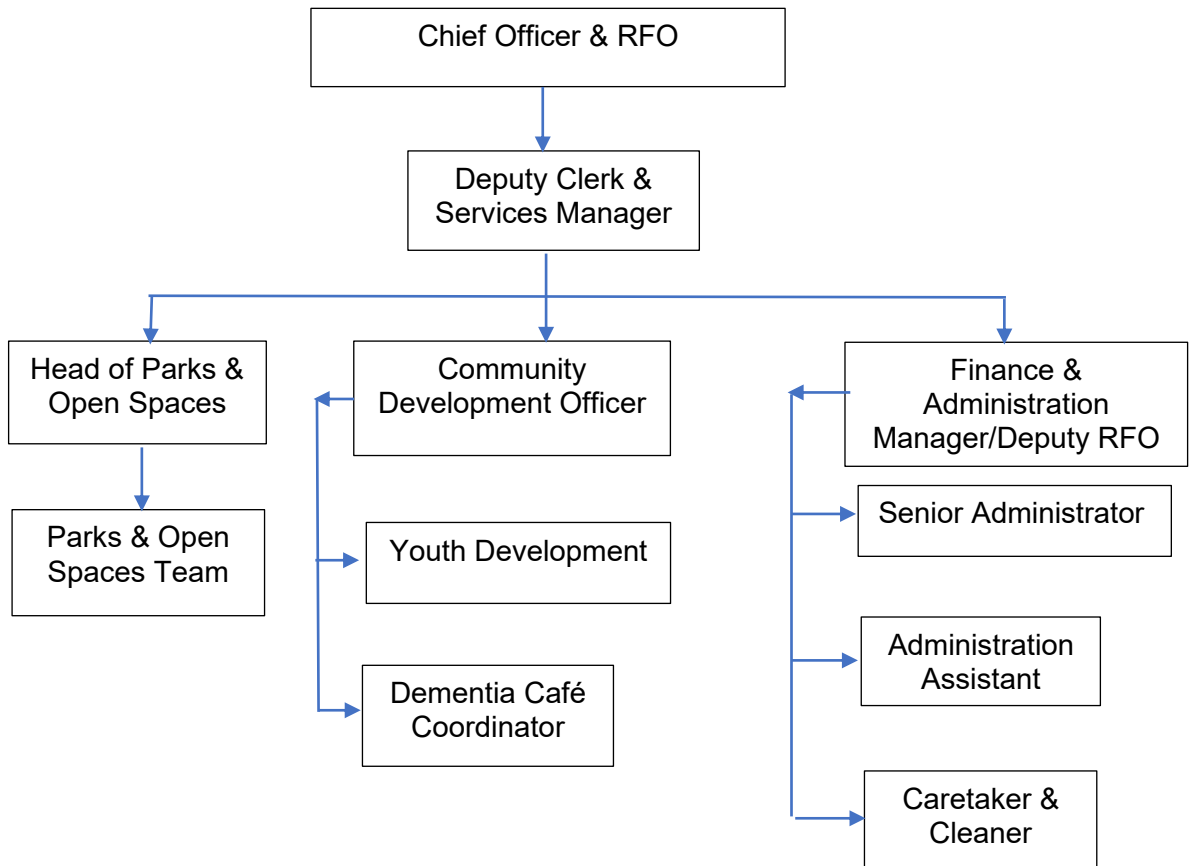 Chief Officer & RFO
Deputy Clerk &
Services Manager
Head of Parks &
Open Spaces
Community
Development Officer
Finance &
Administration
Manager/Deputy RFO
Parks & Open
Spaces Team
Youth Development
Dementia Café
Coordinator
Senior Administrator
Administration
Assistant
Caretaker &
Cleaner